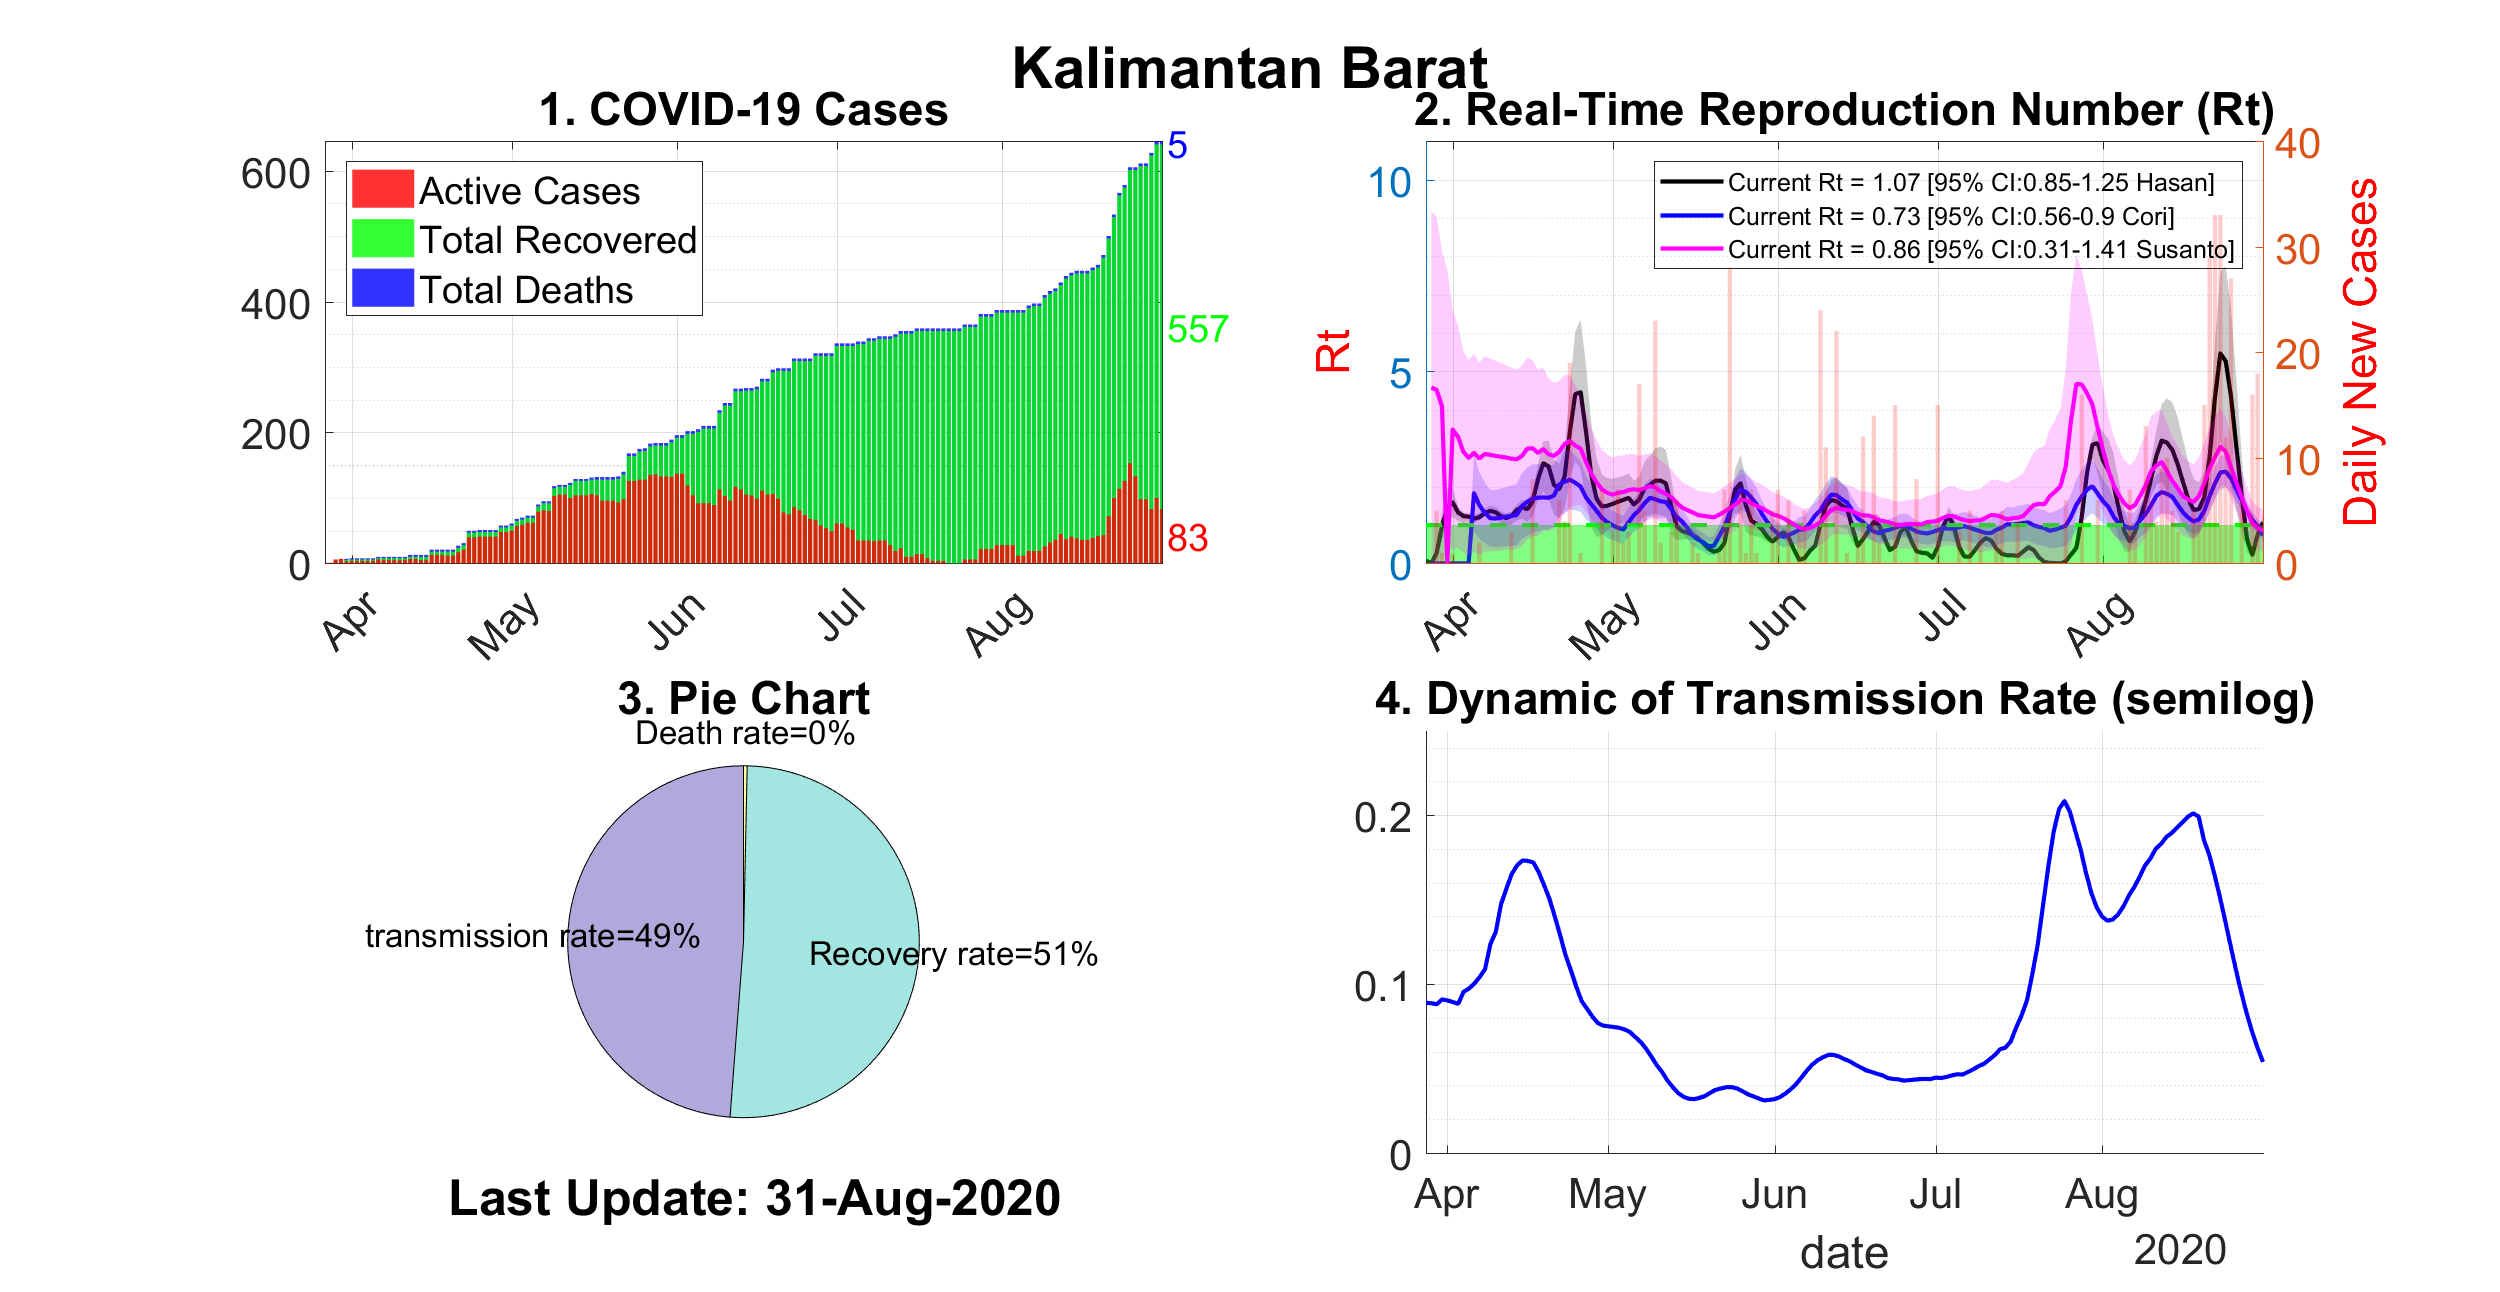 Kalimantan Barat
1. COVID-19 Cases
600
400
200
0
Active Cases
Total Recovered
Total Deaths
5
557
83
Apr
May
Jun
Jul
Aug
2. Real-Time Reproduction Number (Rt)
Rt
10
5
0
Current Rt = 1.07 [95% CI:0.85-1.25 Hasan]
Current Rt = 0.73 [95% CI:0.56-0.9 Cori]
Current Rt = 0.86 [95% CI:0.31-1.41 Susanto]
40
30
20
10
0
Daily New Cases
Apr
May
Jun
Jul
Aug
3. Pie Chart
Death rate=0%
transmission rate=49%
Recovery rate=51%
Last Update: 31-Aug-2020
4. Dynamic of Transmission Rate (semilog)
0.2
0.1
0
Apr
May
Jun
Jul
Aug
date
2020